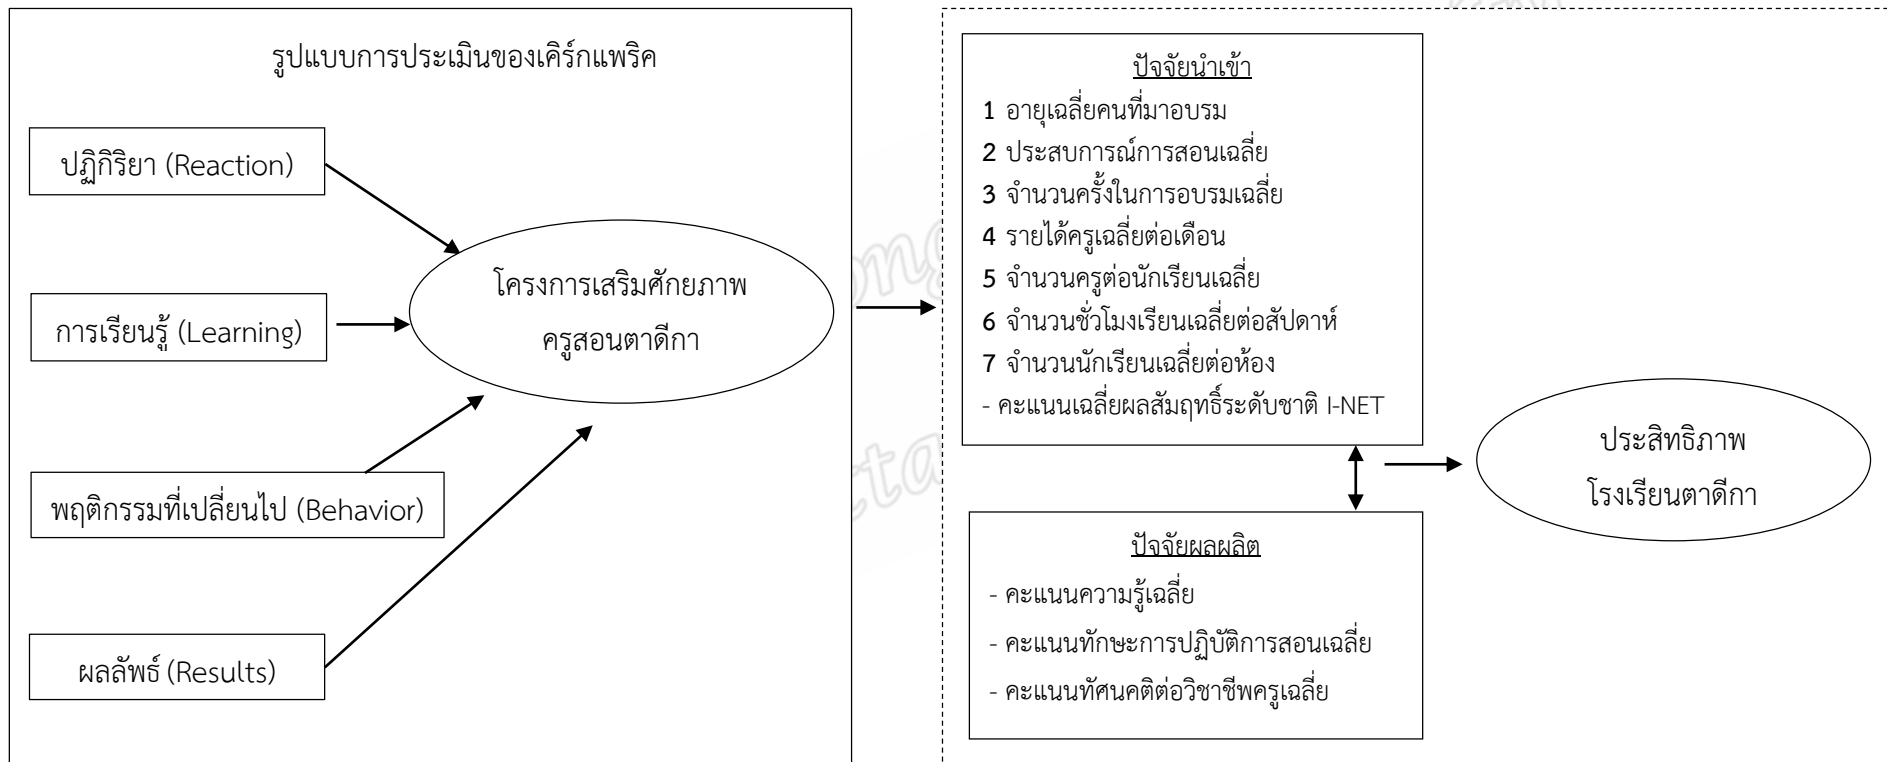 รูปแบบการประเมินของเคิร์กแพริค
ปฏิกิริยา (Reaction)
การเรียนรู้ (Learning)
พฤติกรรมที่เปลี่ยนไป (Behavior)
ผลลัพธ์ (Results)
โครงการเสริมศักยภาพ
ครูสอนตาดีกา
ปัจจัยนำเข้า
1 อายุเฉลี่ยคนที่มาอบรม
2 ประสบการณ์การสอนเฉลี่ย
3 จำนวนครั้งในการอบรมเฉลี่ย
4 รายได้ครูเฉลี่ยต่อเดือน
5 จำนวนครูต่อนักเรียนเฉลี่ย
6 จำนวนชั่วโมงเรียนเฉลี่ยต่อสัปดาห์
7 จำนวนนักเรียนเฉลี่ยต่อห้อง
- คะแนนเฉลี่ยผลสัมฤทธิ์ระดับชาติ I-NET
ปัจจัยผลผลิต
- คะแนนความรู้เฉลี่ย
- คะแนนทักษะการปฏิบัติการสอนเฉลี่ย
- คะแนนทัศนคติต่อวิชาชีพครูเฉลี่ย
ประสิทธิภาพ
โรงเรียนตาดีกา